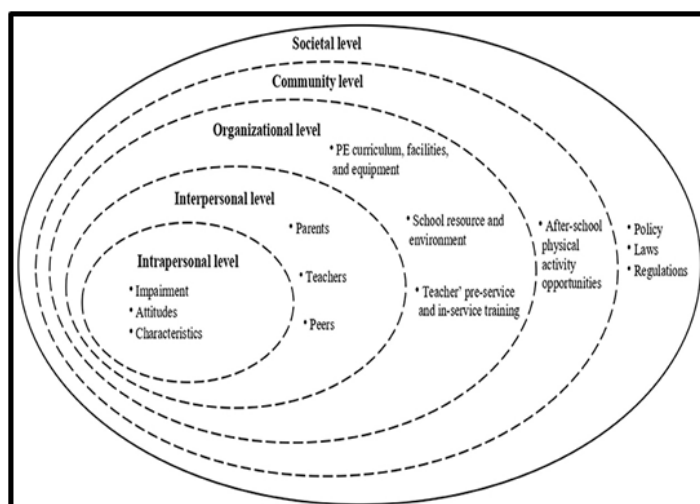 Societal level
Community level
Organizational level
• PE curriculum, facilities,
and equipment
Interpersonal level
• Parents
• School resource and
environment
• After-school
physical
activity
opportunities
• Policy
• Laws
• Regulations
Intrapersonal level
• Impairment
• Attitudes
• Characteristics
• Teachers
• Peers
• Teacher' pre-service
and in-service training